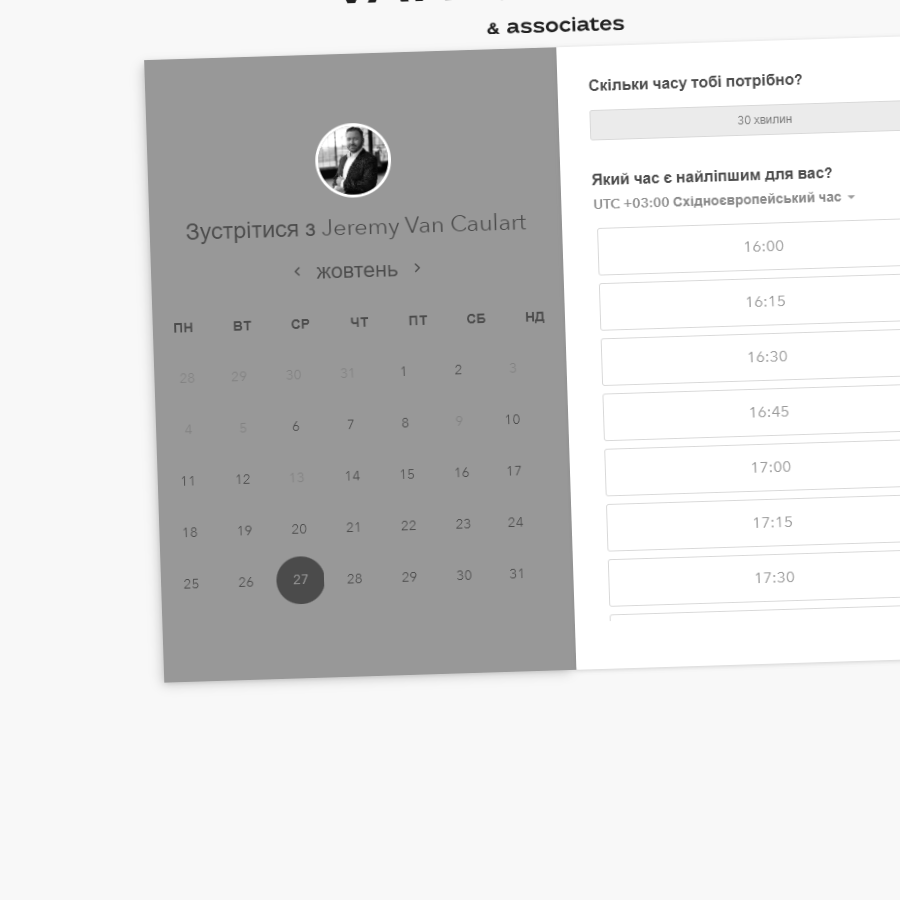 & associates
Зустрітися з Jeremy Van Caulart
жовтень
ПН ВТ СР ЧТ ПТ СБ НД
28 29 30 31 1 2 3
4 5 6 7 8 9 10
11 12 13 14 15 16 17
18 19 20 21 22 23 24
25 26 27 28 29 30 31
Скільки часу тобі потрібно?
30 хвилин
Який час є найліпшим для вас?
UTC +03:00 Східноєвропейський час
16:00
16:15
16:30
16:45
17:00
17:15
17:30